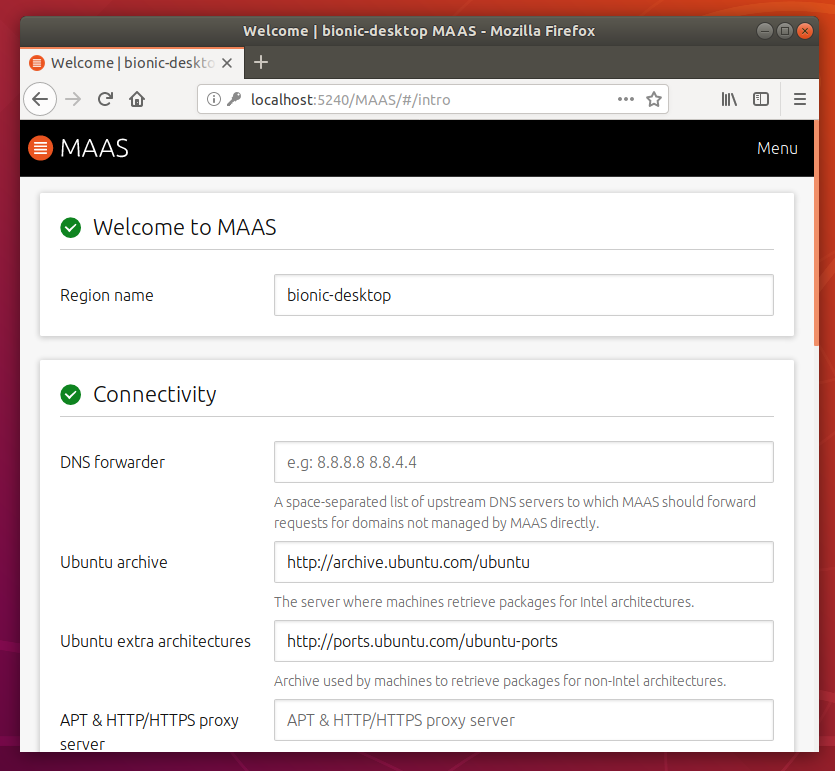 Welcome | bionic-desktop MAAS - Mozilla Firefox
Welcome | bionic-deskto
localhost:5240/MAAS/#/intro
MAAS
Menu
Welcome to MAAS
Region name
bionic-desktop
Connectivity
DNS forwarder
e.g: 8.8.8.8 8.8.4.4
A space-separated list of upstream DNS servers to which MAAS should forward
requests for domains not managed by MAAS directly.
Ubuntu archive
http://archive.ubuntu.com/ubuntu
The server where machines retrieve packages for Intel architectures.
Ubuntu extra architectures
http://ports.ubuntu.com/ubuntu-ports
Archive used by machines to retrieve packages for non-Intel architectures.
APT & HTTP/HTTPS proxy
server
APT & HTTP/HTTPS proxy server